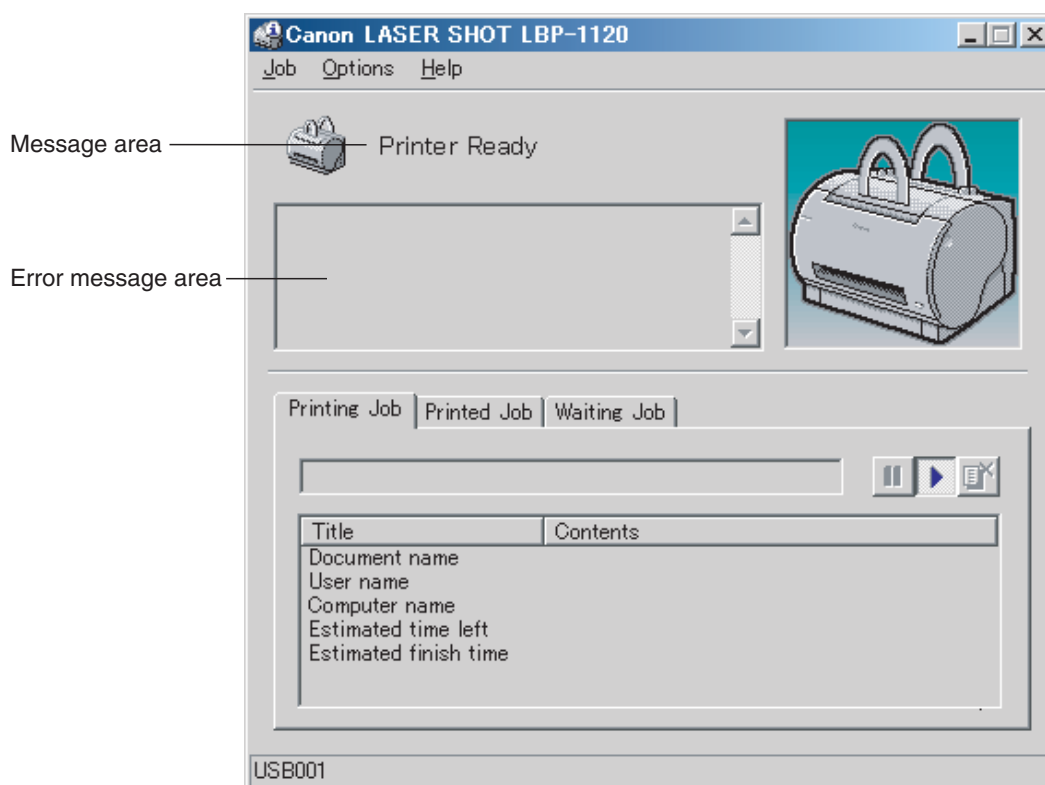 Canon LASER SHOT LBP-1120
Job Options Help
Message area
Printer Ready
Error message area
Printing Job Printed Job Waiting Job
Title Contents
Document name
User name
Computer name
Estimated time left
Estimated finish time
USB001